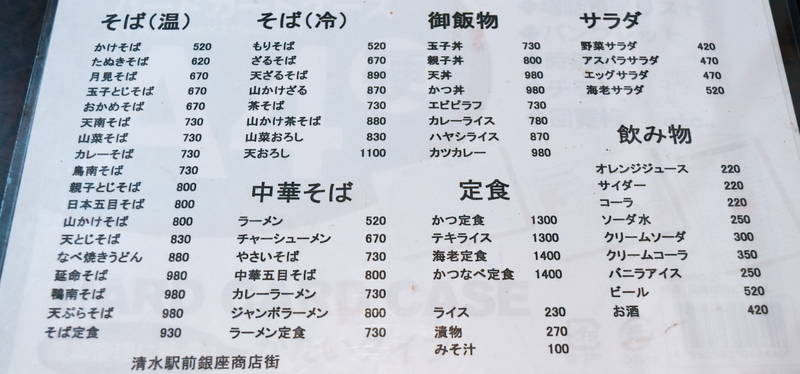 そば（温）
かけそば 520
たぬきそば 620
月見そば 670
玉子とじそば 670
おかめそば 670
天南そば 730
山菜そば 730
カレーそば 730
鳥南そば 730
親子とじそば 800
日本五目そば 800
山かけそば 800
天とじそば 830
なべ焼きうどん 880
延命そば 980
鴨南そば 980
天ぷらそば 980
そば定食 930
そば（冷）
もりそば 520
ざるそば 670
天ざるそば 890
山かけざる 870
茶そば 730
山かけ茶そば 880
山菜おろし 830
天おろし 1100
中華そば
ラーメン 520
チャーシューメン 670
やさいそば 730
中華五目そば 800
カレーラーメン 730
ジャンボラーメン 800
ラーメン定食 730
御飯物
玉子丼 730
親子丼 800
天丼 980
かつ丼 980
エビピラフ 730
カレーライス 780
ハヤシライス 870
カツカレー 980
定食
かつ定食 1300
テキライス 1300
海老定食 1400
かつなべ定食 1400
ライス 230
漬物 270
みそ汁 100
サラダ
野菜サラダ 420
アスパラサラダ 470
エッグサラダ 470
海老サラダ 520
飲み物
オレンジジュース 220
サイダー 220
コーラ 220
ソーダ水 250
クリームソーダ 300
クリームコーラ 350
バニラアイス 250
ビール 520
お酒 420
清水駅前銀座商店街